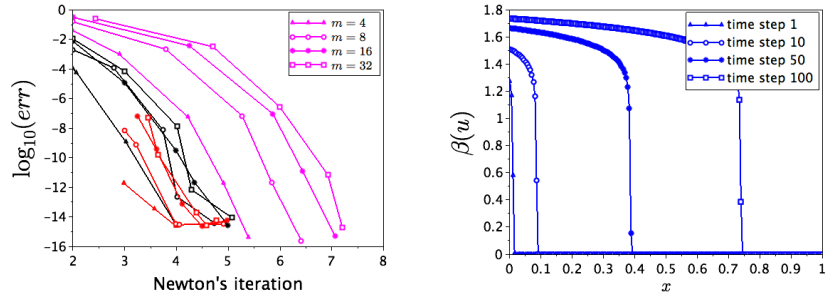 0
-2
-4
-6
-8
-10
-12
-14
-16
2 3 4 5 6 7 8
log10(err)
Newton's iteration
m = 4
m = 8
m = 16
m = 32
1.8
1.6
1.4
1.2
1
0.8
0.6
0.4
0.2
0
0 0.1 0.2 0.3 0.4 0.5 0.6 0.7 0.8 0.9 1
β(u)
x
time step 1
time step 10
time step 50
time step 100